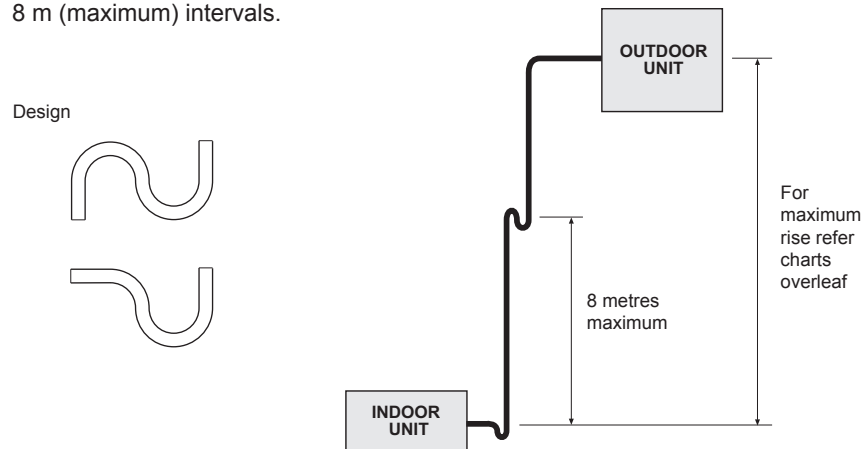 8 m (maximum) intervals.
Design
OUTDOOR
UNIT
For
maximum
rise refer
charts
overleaf
8 metres
maximum
INDOOR
UNIT